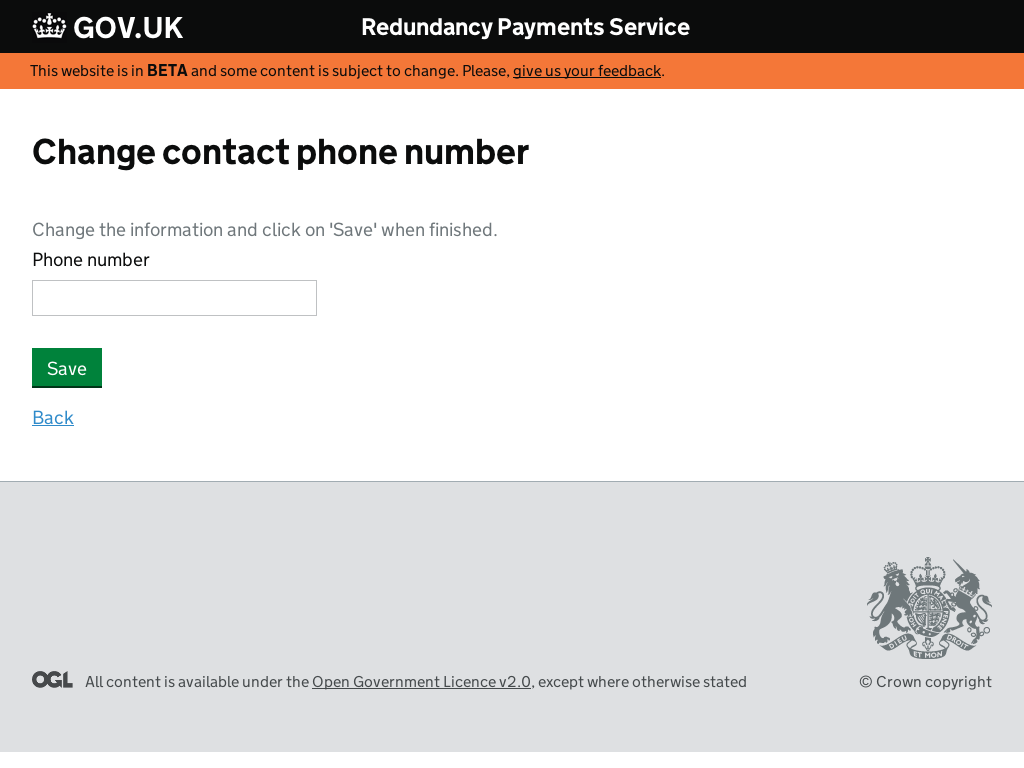 GOV.UK
Redundancy Payments Service
This website is in BETA and some content is subject to change. Please, give us your feedback.
Change contact phone number
Change the information and click on 'Save' when finished.
Phone number
Save
Back
DIEU ET MON DROIT
OGL All content is available under the Open Government Licence v2.0, except where otherwise stated
© Crown copyright